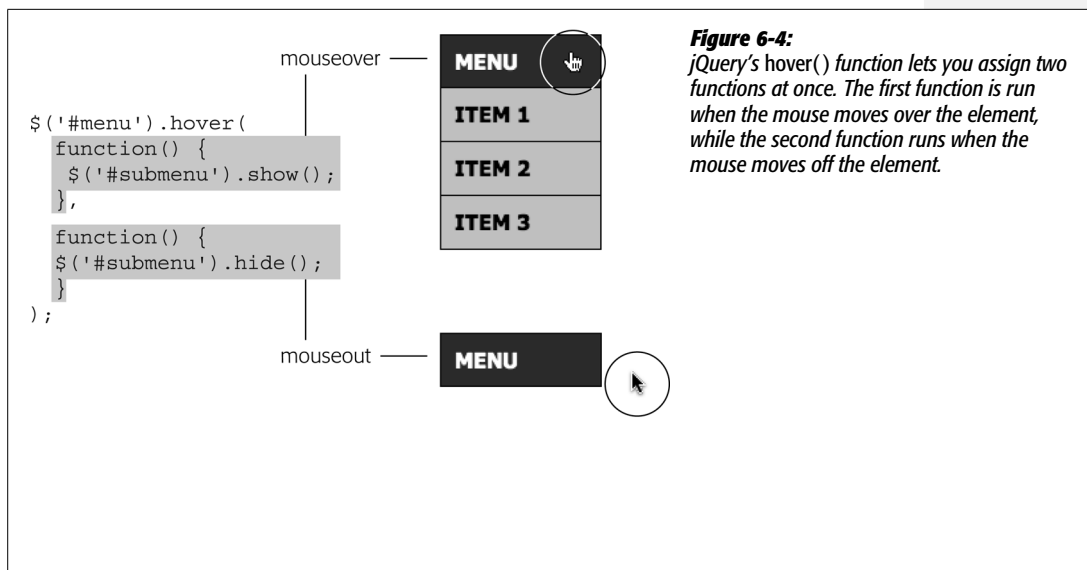 mouseover
MENU
$('#menu').hover(
function() {
$('#submenu').show();
},
function() {
$('#submenu').hide();
}
);
ITEM 1
ITEM 2
ITEM 3
mouseout
MENU
Figure 6-4:
jQuery's hover() function lets you assign two
functions at once. The first function is run
when the mouse moves over the element,
while the second function runs when the
mouse moves off the element.